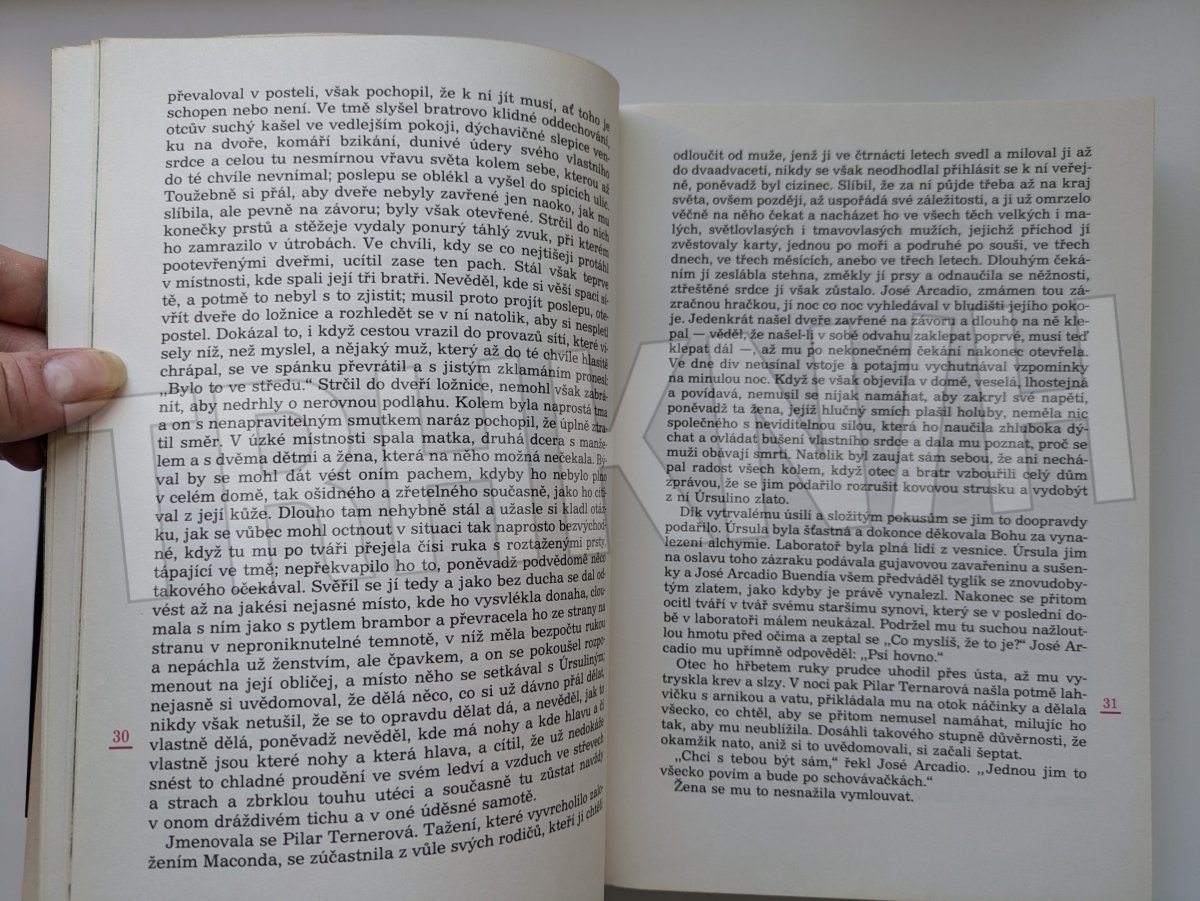 převaloval v posteli, však pochopil, že k ní jít musí, ať toho je
schopen nebo není. Ve tmě slyšel bratrovo klidné oddechování,
otcův suchý kašel ve vedlejším pokoji, dýchavičné slepice ven-
ku na dvoře, komáří bzikání, dunivé údery svého vlastního
srdce a celou tu nesmírnou vřavu světa kolem sebe, kterou až
do té chvíle nevnímal; poslepu se oblékl a vyšel do spících ulic.
Toužebně si přál, aby dveře nebyly zavřené jen naoko, jak mu
slíbila, ale pevně na závoru; byly však otevřené. Strčil do nich
konečky prstů a stěžeje vydaly ponurý táhlý zvuk, při kterém
ho zamrazilo v útrobách. Ve chvíli, kdy se co nejtišeji protáhl
pootevřenými dveřmi, ucítil zase ten pach. Stál však teprve
v místnosti, kde spali její tři bratři. Nevěděl, kde si věší spací sí-
tě, a potmě to nebyl s to zjistit; musil proto projít poslepu, ote-
vřít dveře do ložnice a rozhledět se v ní natolik, aby si nespletl
postel. Dokázal to, i když cestou vrazil do provazů sítí, které vi-
sely níž, než myslel, a nějaký muž, který až do té chvíle hlasitě
chrápal, se ve spánku převrátil a s jistým zklamáním pronesl:
„Bylo to ve středu.“ Strčil do dveří ložnice, nemohl však zabrá-
nit, aby nedrhly o nerovnou podlahu. Kolem byla naprostá tma
a on s nenapravitelným smutkem naráz pochopil, že úplně ztra-
til směr. V úzké místnosti spala matka, druhá dcera s manže-
lem a s dvěma dětmi a žena, která na něho možná nečekala. Bý-
val by se mohl dát vést oním pachem, kdyby ho nebylo plno
v celém domě, tak ošidného a zřetelného současně, jako ho cítí-
val z její kůže. Dlouho tam nehybně stál a užasle si kladl otáz-
ku, jak se vůbec mohl octnout v situaci tak naprosto bezvýchod-
né, když tu mu po tváři přejela čísi ruka s roztaženými prsty,
tápající ve tmě; nepřekvapilo ho to, poněvadž podvědomě něco
takového očekával. Svěřil se jí tedy a jako bez ducha se dal od-
vést až na jakési nejasné místo, kde ho vysvlékla donaha, clou-
mala s ním jako s pytlem brambor a převracela ho ze strany na
stranu v neproniknutelné temnotě, v níž měla bezpočtu rukou
a nepáchla už ženstvím, ale čpavkem, a on se pokoušel rozpo-
menout na její obličej, a místo něho se setkával s Úrsuliným;
nejasně si uvědomoval, že dělá něco, co si už dávno přál dělat,
nikdy však netušil, že se to opravdu dělat dá, a nevěděl, jak to
vlastně dělá, poněvadž nevěděl, kde má nohy a kde hlavu a čí
vlastně jsou které nohy a která hlava, a cítil, že už nedokáže
snést to chladné proudění ve svém ledví a vzduch ve střevech
a strach a zbrklou touhu utéci a současně tu zůstat navždy
v onom dráždivém tichu a v oné úděsné samotě.
Jmenovala se Pilar Ternerová. Tažení, které vyvrcholilo zalo-
žením Maconda, se zúčastnila z vůle svých rodičů, kteří ji chtěli
30
odloučit od muže, jenž ji ve čtrnácti letech svedl a miloval ji až
do dvaadvaceti, nikdy se však neodhodlal přihlásit se k ní veřej-
ně, poněvadž byl cizinec. Slíbil, že za ní půjde třeba až na kraj
světa, ovšem později, až uspořádá své záležitosti, a ji už omrzelo
věčně na něho čekat a nacházet ho ve všech těch velkých i ma-
lých, světlovlasých i tmavovlasých mužích, jejichž příchod jí
zvěstovaly karty, jednou po moři a podruhé po souši, ve třech
dnech, ve třech měsících, anebo ve třech letech. Dlouhým čeká-
ním jí zeslábla stehna, změkly jí prsy a odnaučila se něžnosti,
ztřeštěné srdce jí však zůstalo. José Arcadio, zmámen tou zá-
zračnou hračkou, jí noc co noc vyhledával v bludišti jejího poko-
je. Jedenkrát našel dveře zavřené na závoru a dlouho na ně kle-
pal — věděl, že našel-li v sobě odvahu zaklepat poprvé, musí teď
klepat dál —, až mu po nekonečném čekání nakonec otevřela.
Ve dne div neusínal vstoje a potajmu vychutnával vzpomínky
na minulou noc. Když se však objevila v domě, veselá, lhostejná
a povídavá, nemusil se nijak namáhat, aby zakryl své napětí,
poněvadž ta žena, jejíž hlučný smích plašil holuby, neměla nic
společného s neviditelnou silou, která ho naučila zhluboka dý-
chat a ovládat bušení vlastního srdce a dala mu poznat, proč se
muži obávají smrti. Natolik byl zaujat sám sebou, že ani nechá-
pal radost všech kolem, když otec a bratr vzbouřili celý dům
zprávou, že se jim podařilo rozrušit kovovou strusku a vydobýt
z ní Úrsulino zlato.
Dík vytrvalému úsilí a složitým pokusům se jim to doopravdy
podařilo. Úrsula byla šťastná a dokonce děkovala Bohu za vyna-
lezení alchymie. Laboratoř byla plná lidí z vesnice. Úrsula jim
na oslavu toho zázraku podávala gujavovou zavařeninu a sušen-
ky a José Arcadio Buendía všem předváděl tyglík se znovudoby-
tým zlatem, jako kdyby je právě vynalezl. Nakonec se přitom
ocitl tváří v tvář svému staršímu synovi, který se v poslední do-
bě v laboratoři málem neukázal. Podržel mu tu suchou nažlout-
lou hmotu před očima a zeptal se „Co myslíš, že to je?“ José Ar-
cadio mu upřímně odpověděl: „Psí hovno.“
Otec ho hřbetem ruky prudce uhodil přes ústa, až mu vy-
tryskla krev a slzy. V noci pak Pilar Ternarová našla potmě lah-
vičku s arnikou a vatu, přikládala mu na otok náčinky a dělala
všecko, co chtěl, aby se přitom nemusel namáhat, milujíc ho
tak, aby mu neublížila. Dosáhli takového stupně důvěrnosti, že
okamžik nato, aniž si to uvědomovali, si začali šeptat.
„Chci s tebou být sám,“ řekl José Arcadio. „Jednou jim to
všecko povím a bude po schovávačkách.“
Žena se mu to nesnažila vymlouvat.
31
TRHKNIH